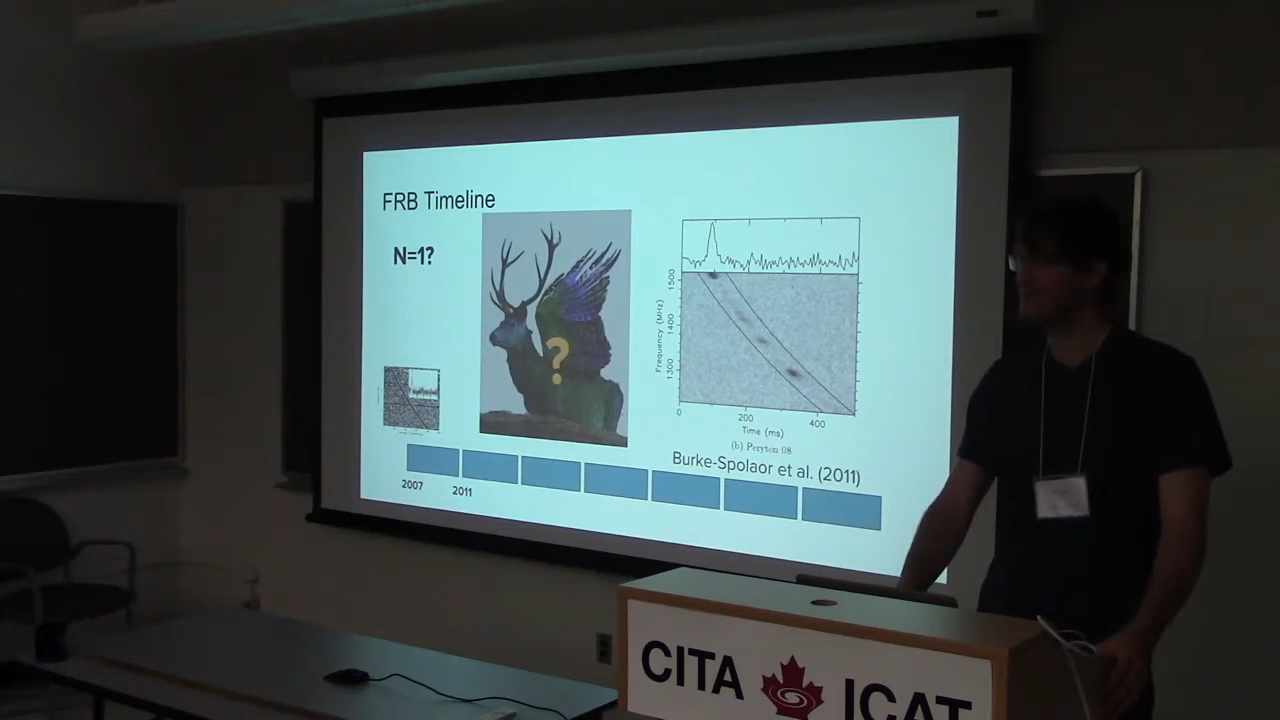 FRB Timeline
N=1?
?
1500
1400
1300
Frequency (MHz)
0
200
400
Time (ms)
(b) Peryton 08
Burke-Spolaor et al. (2011)
2007
2011
CITA ICAT